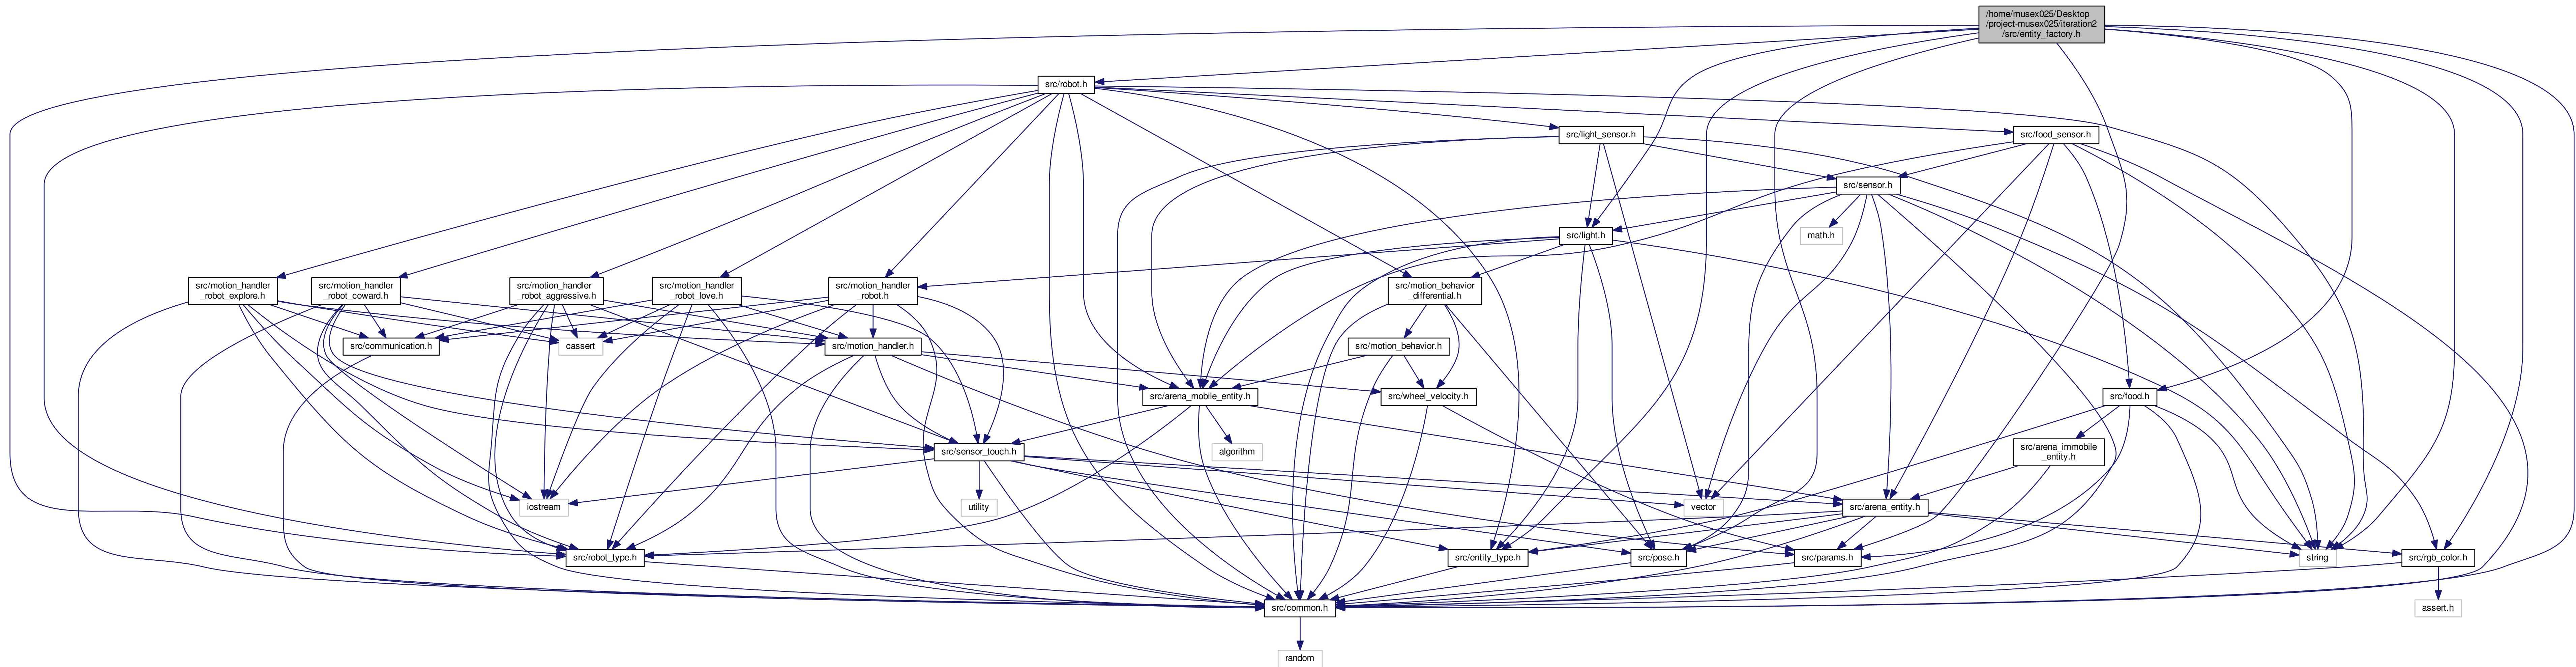 /home/musex025/Desktop
/project-musex025/iteration2
/src/entity_factory.h
src/robot.h
src/light_sensor.h
src/food_sensor.h
src/sensor.h
src/light.h
math.h
src/motion_handler
_robot_explore.h
src/motion_handler
_robot_coward.h
src/motion_handler
_robot_aggressive.h
src/motion_handler
_robot_love.h
src/motion_handler
_robot.h
src/motion_behavior
_differential.h
src/communication.h
cassert
src/motion_handler.h
src/motion_behavior.h
src/arena_mobile_entity.h
src/wheel_velocity.h
src/food.h
src/sensor_touch.h
algorithm
src/arena_immobile
_entity.h
iostream
utility
vector
src/arena_entity.h
src/robot_type.h
src/entity_type.h
src/pose.h
src/params.h
string
src/rgb_color.h
src/common.h
assert.h
random